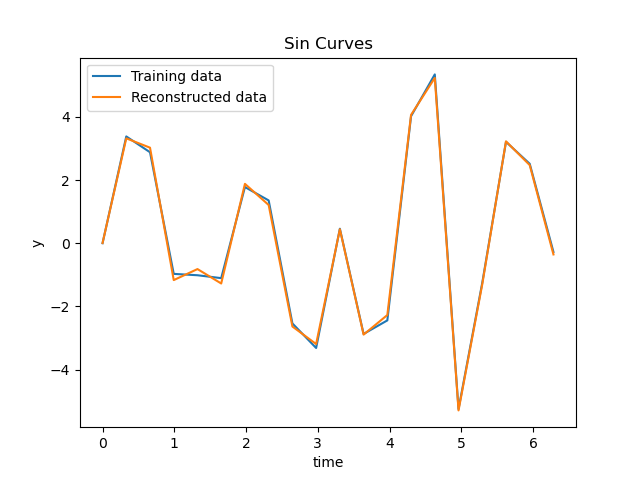 Sin Curves
Training data
Reconstructed data
y
4
2
0
−2
−4
0 1 2 3 4 5 6
time